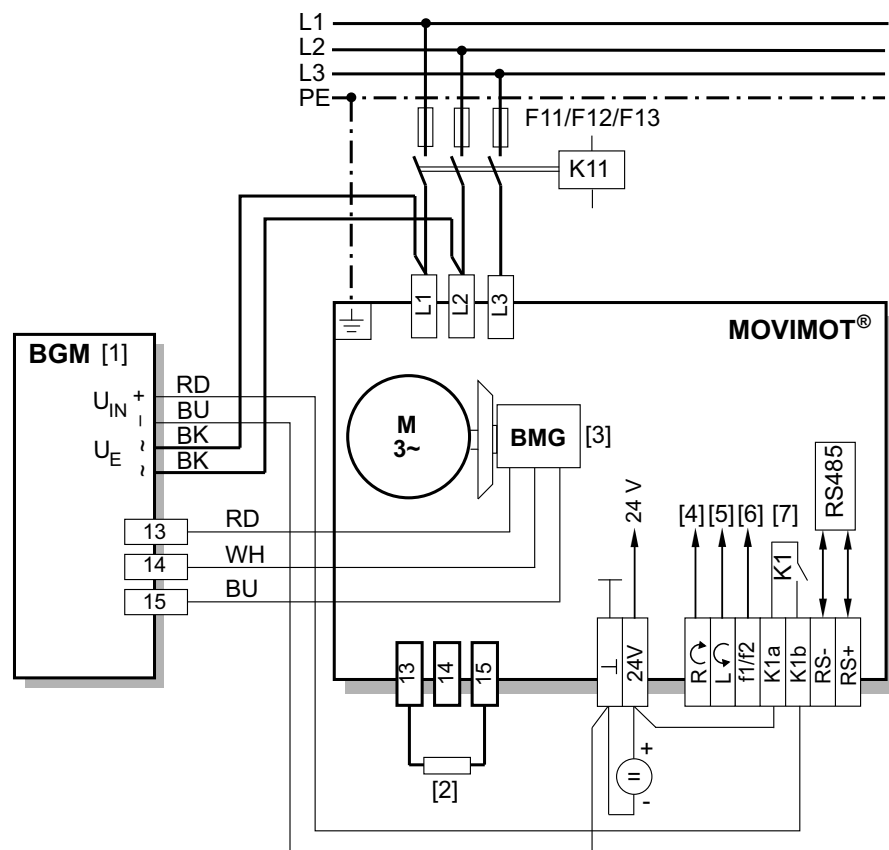 L1
L2
L3
PE
F11/F12/F13
K11
L1
L2
L3
MOVIMOT®
BGM [1]
UIN + –
RD
BU
UE ~ ~
BK
BK
M
3~
BMG
[3]
13
RD
14
WH
15
BU
24 V
[4]
[5]
[6]
[7]
RS485
K1
13
14
15
⊥
24V
R
L
f1/f2
K1a
K1b
RS-
RS+
[2]
+
=
-